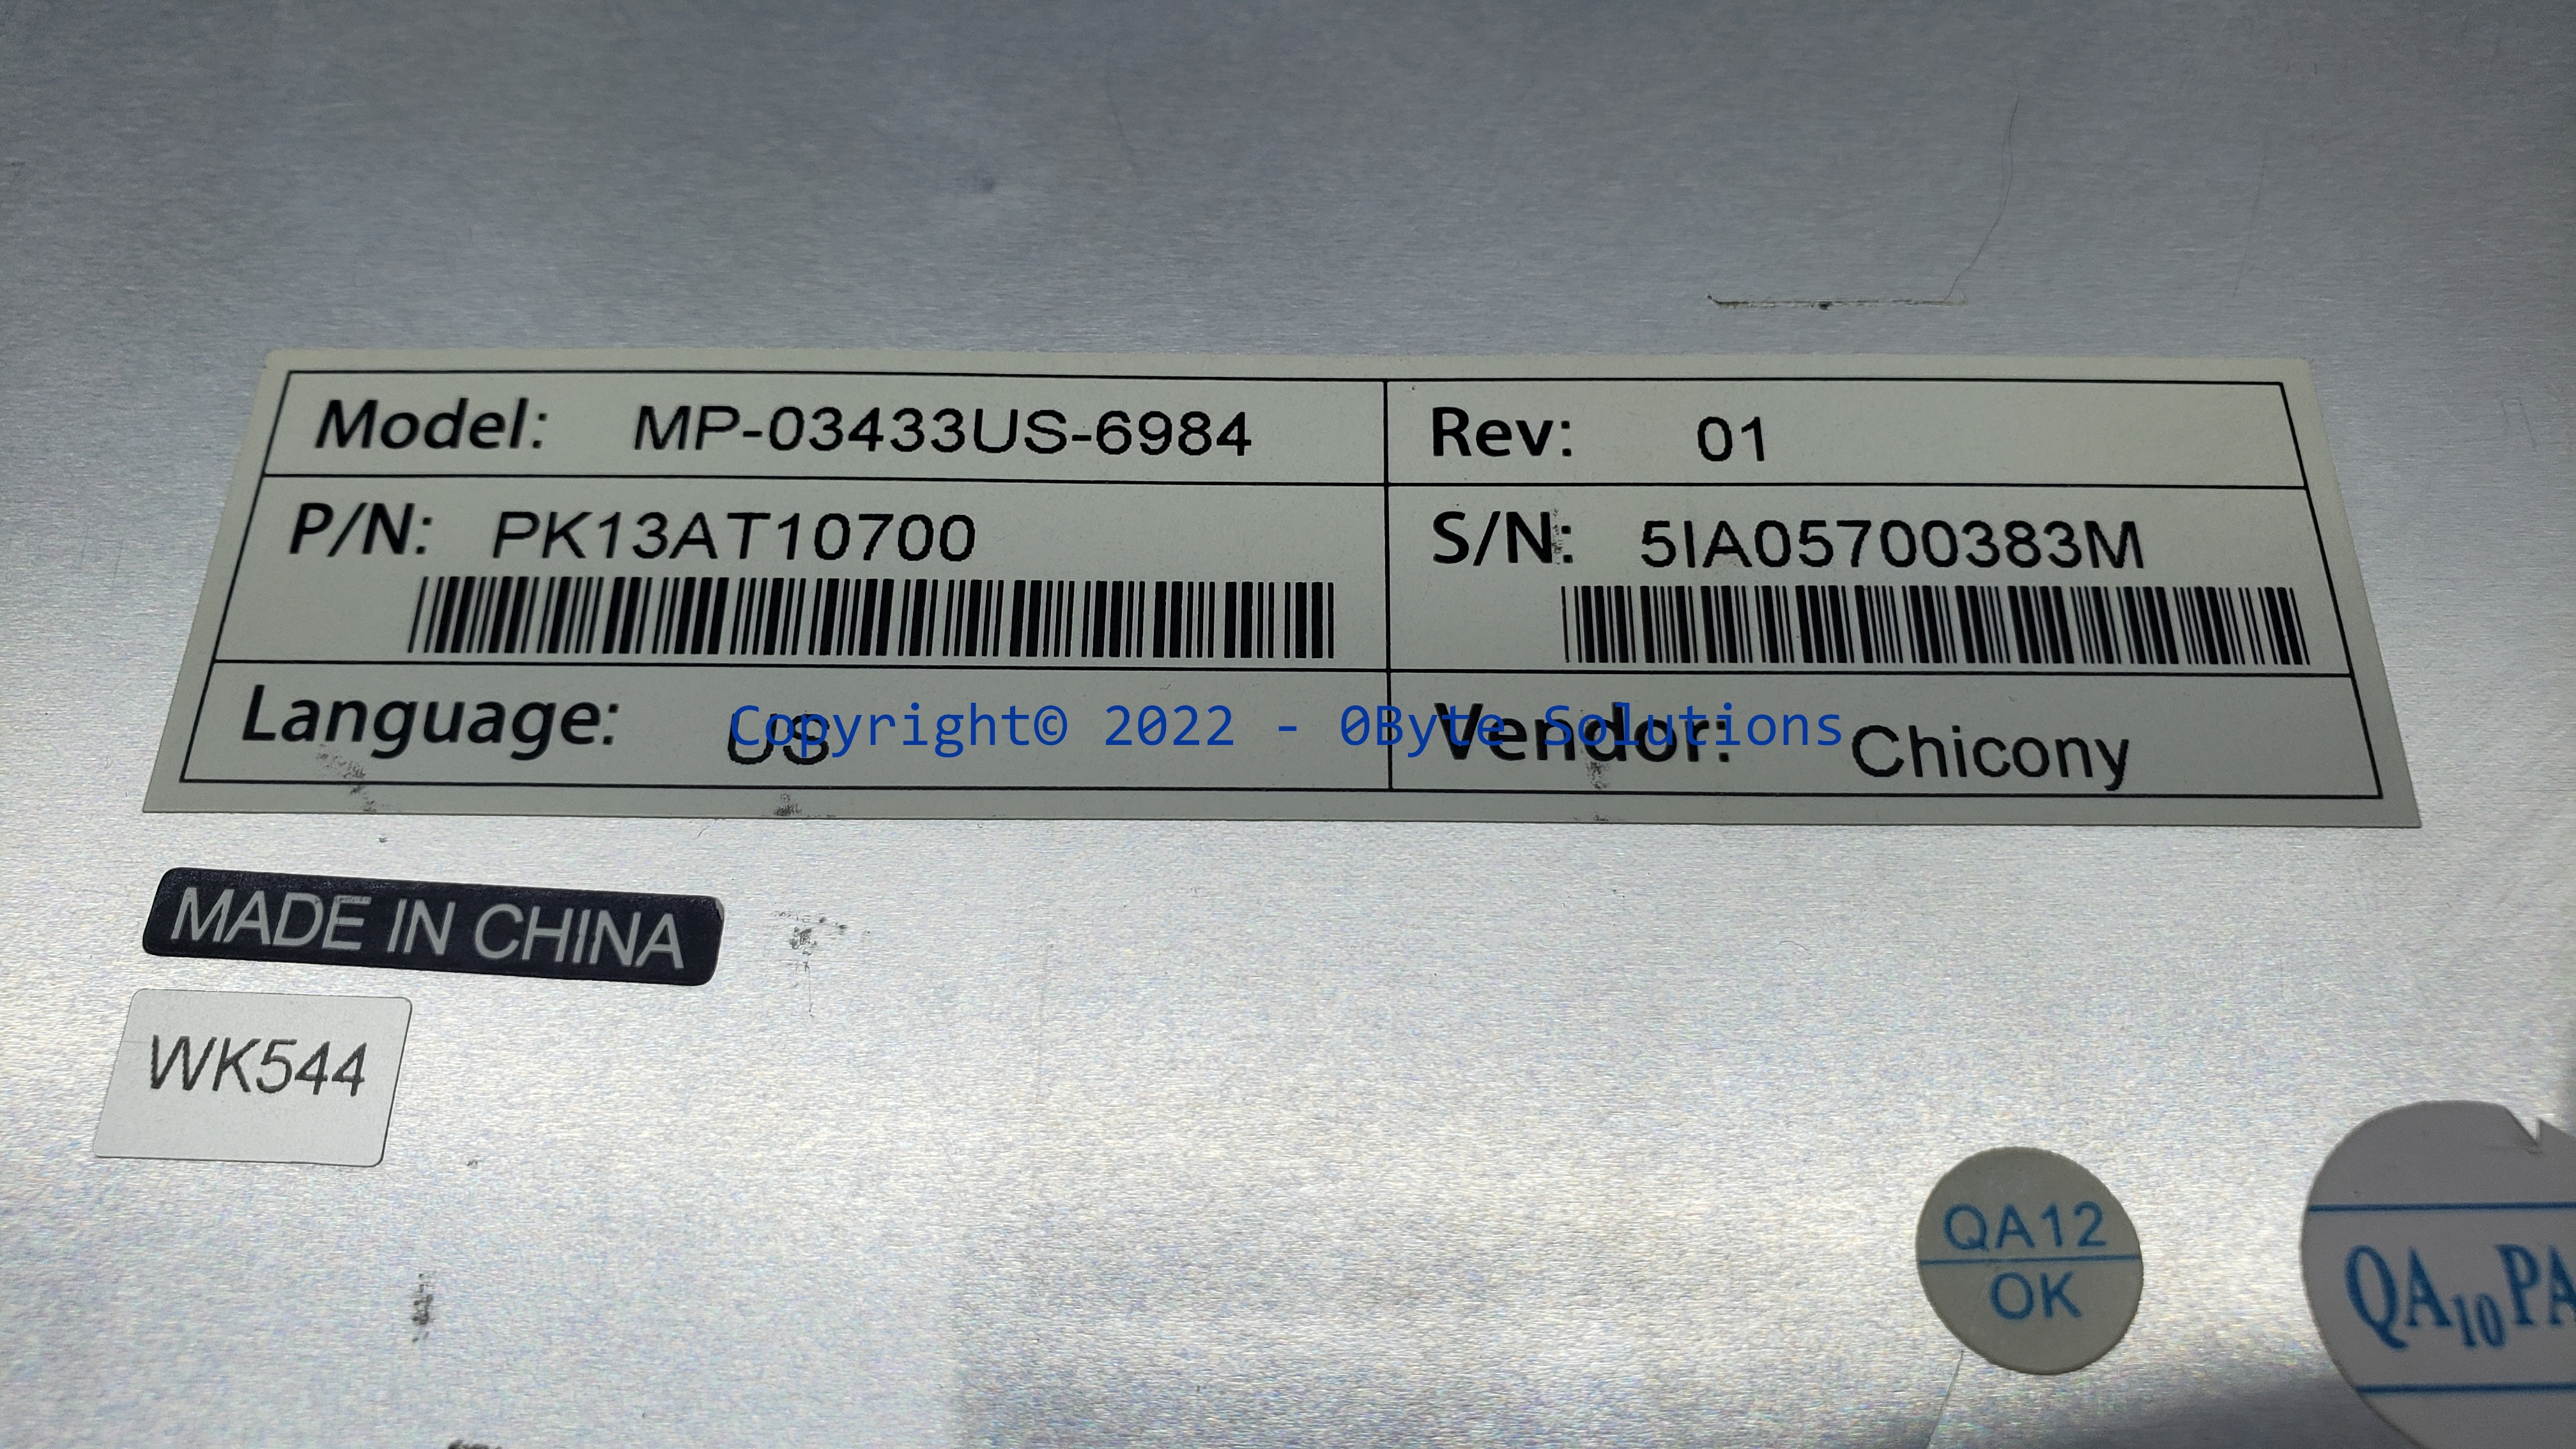 Model: MP-03433US-6984
Rev: 01
P/N: PK13AT10700
S/N: 5IA05700383M
Language: US
Vendor: Chicony
Copyright© 2022 - 0Byte Solutions
MADE IN CHINA
WK544
QA12
OK
QA10PA